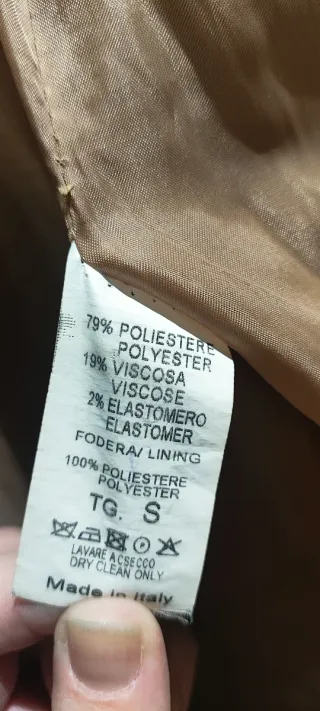 79% POLIESTERE
POLYESTER
19% VISCOSA
VISCOSE
2% ELASTOMERO
ELASTOMER
FODERA/ LINING
100% POLIESTERE
POLYESTER
TG. S
LAVARE A CSECCO
DRY CLEAN ONLY
Made in Italy